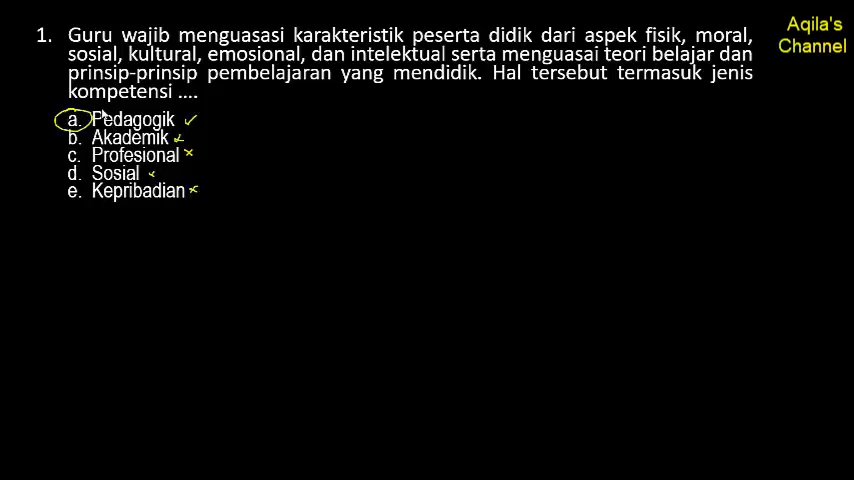 Aqila's
Channel
1. Guru wajib menguasasi karakteristik peserta didik dari aspek fisik, moral,
sosial, kultural, emosional, dan intelektual serta menguasai teori belajar dan
prinsip-prinsip pembelajaran yang mendidik. Hal tersebut termasuk jenis
kompetensi ....
a. Pedagogik ✓
b. Akademik ×
c. Profesional ×
d. Sosial ×
e. Kepribadian ×